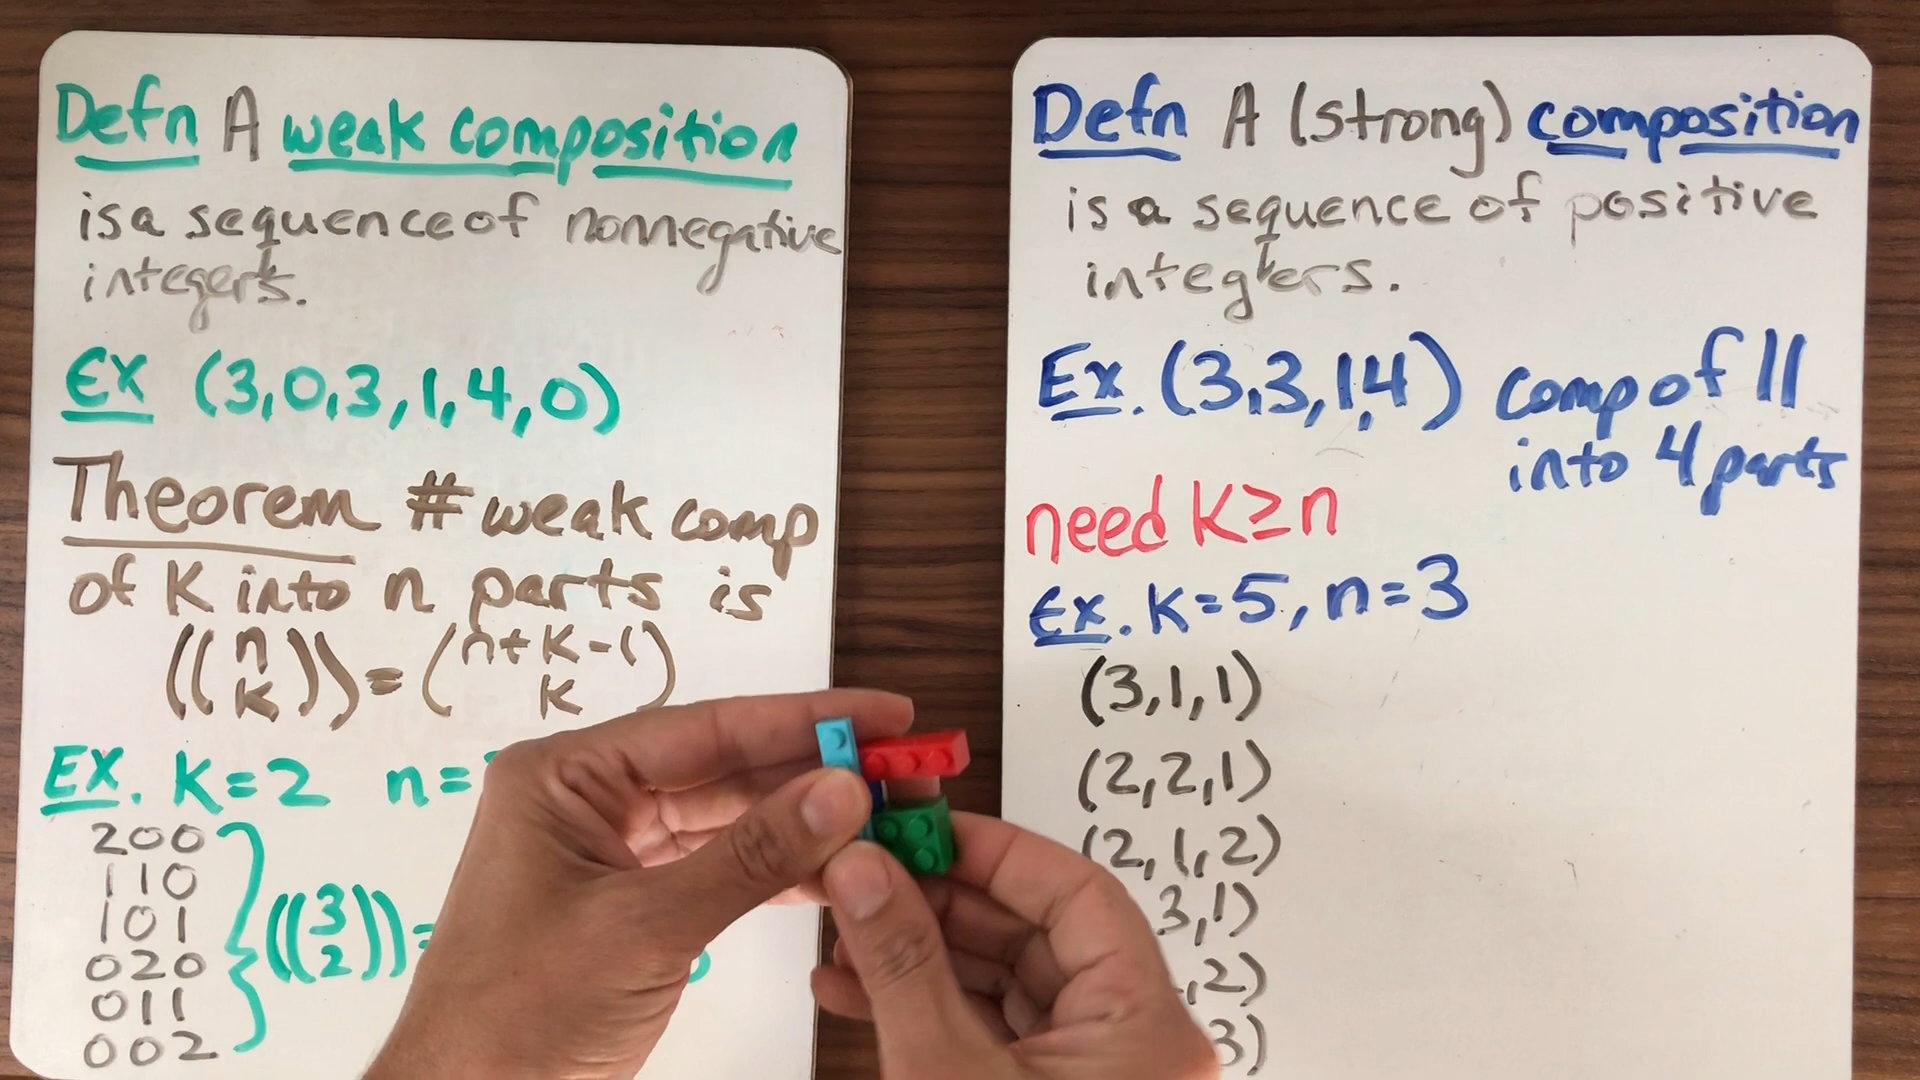 Defn A weak composition
is a sequence of nonnegative
integers.
Ex (3,0,3,1,4,0)
Theorem # weak comp
of K into n parts is
((n K)) = (n+K-1 K)
Ex. K=2 n=
200
110
101
020
011
002
((3 2)) =
Defn A (strong) composition
is a sequence of positive
integers.
Ex. (3,3,1,4) comp of 11
into 4 parts
need K≥n
Ex. K=5, n=3
(3,1,1)
(2,2,1)
(2,1,2)
3,1)
,2)
3)